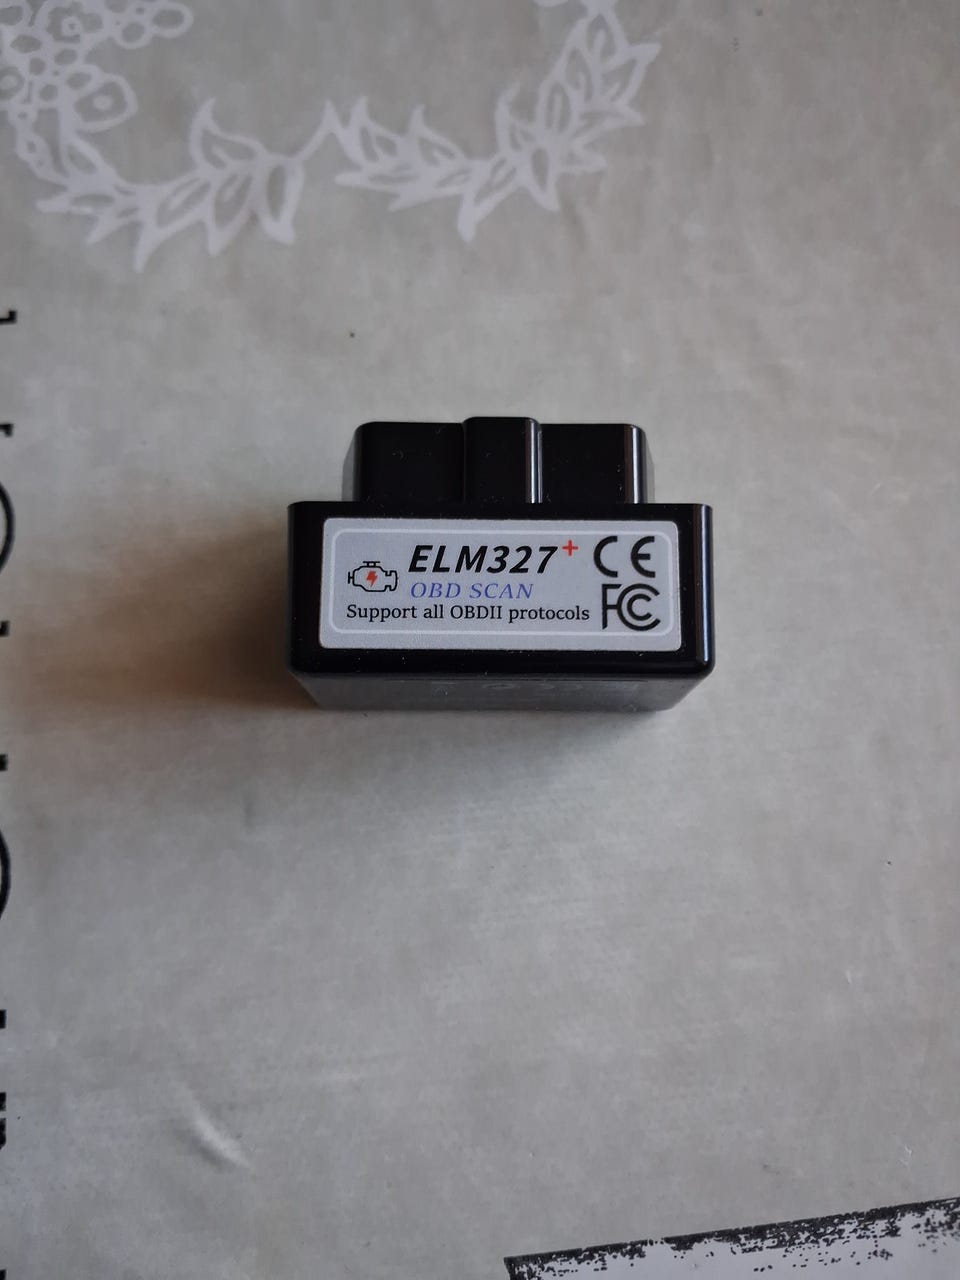 ELM327+
OBD SCAN
Support all OBDII protocols
CE
FC